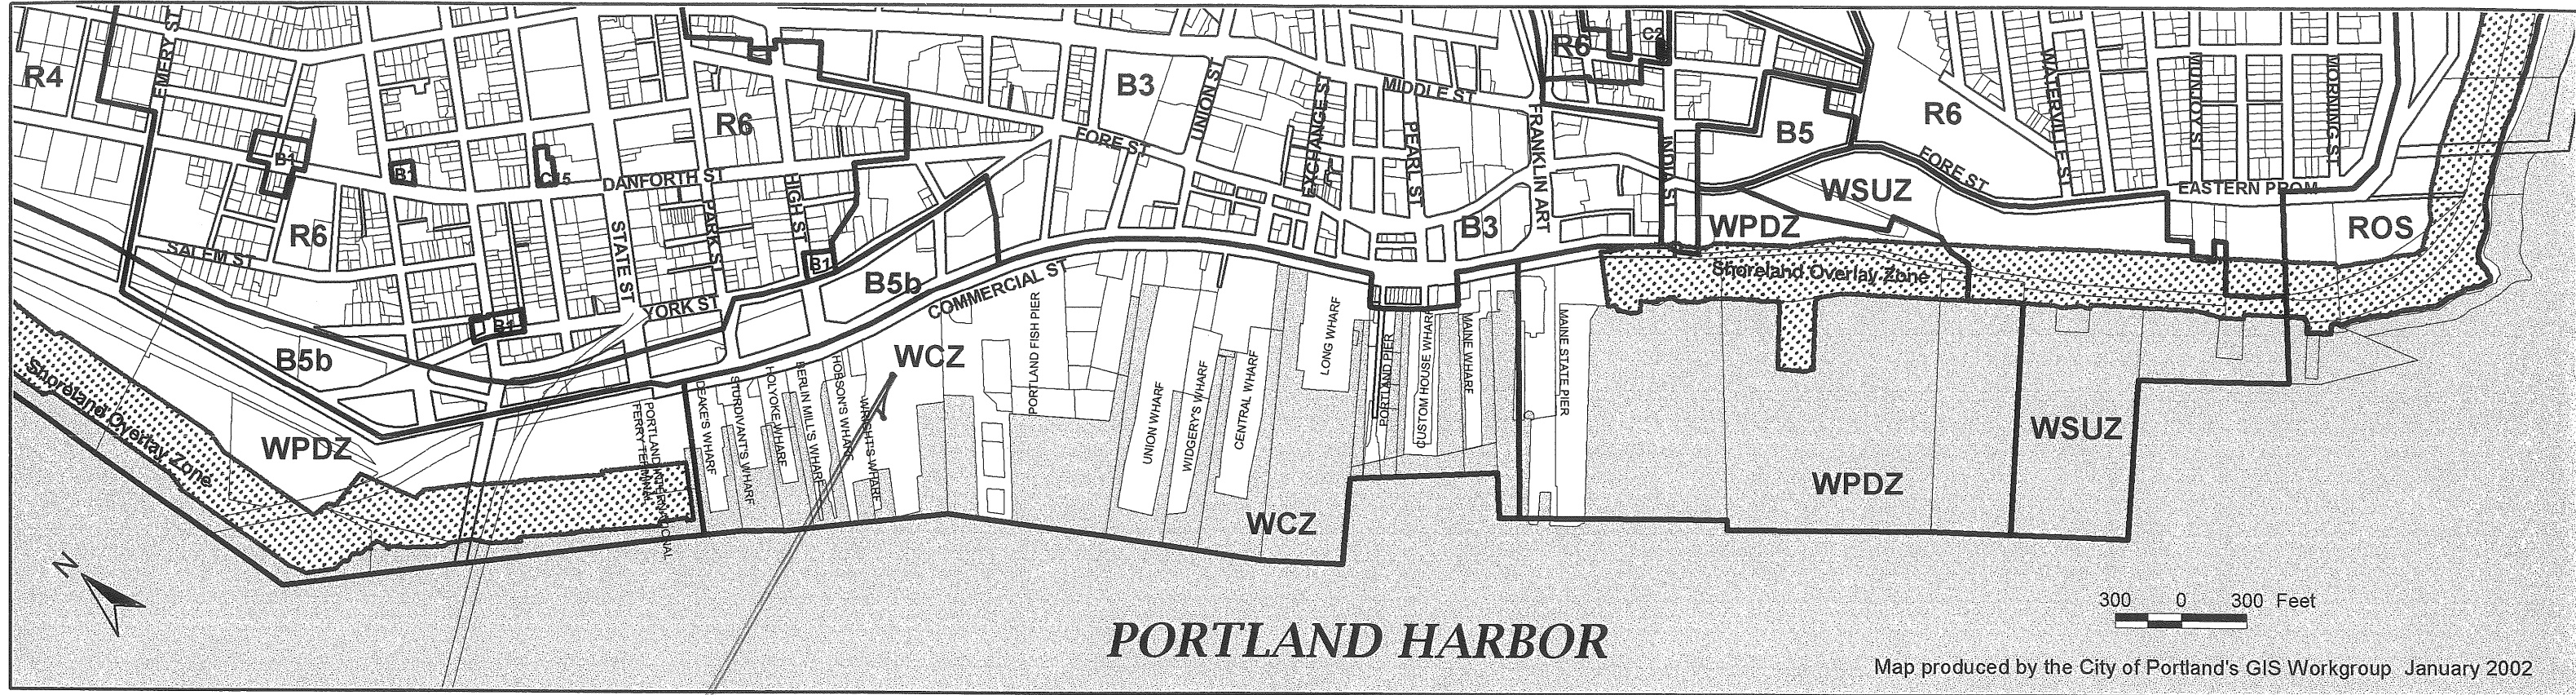 R4
EMERY ST
R6
B3
UNION ST
EXCHANGE ST
MIDDLE ST
PEARL ST
FRANKLIN ART
R6
C2
INDIA ST
B5
R6
WATERVILLE ST
MUNJOY ST
MORNING ST
B1
B1
C15
DANFORTH ST
FORE ST
FORE ST
EASTERN PROM
R6
SALEM ST
STATE ST
PARK ST
HIGH ST
B1
B5b
COMMERCIAL ST
B3
WPDZ
WSUZ
ROS
Shoreland Overlay Zone
YORK ST
B1
B5b
WCZ
PORTLAND FISH PIER
LONG WHARF
PORTLAND PIER
CUSTOM HOUSE WHARF
MAINE WHARF
MAINE STATE PIER
Shoreland Overlay Zone
WPDZ
PORTLAND INTERNATIONAL
FERRY TERMINAL
DEAKE'S WHARF
STURDIVANT'S WHARF
HOLYOKE WHARF
BERLIN MILL'S WHARF
HOBSON'S WHARF
WRIGHT'S WHARF
UNION WHARF
WIDGERY'S WHARF
CENTRAL WHARF
WCZ
WPDZ
WSUZ
N
PORTLAND HARBOR
300 0 300 Feet
Map produced by the City of Portland's GIS Workgroup January 2002